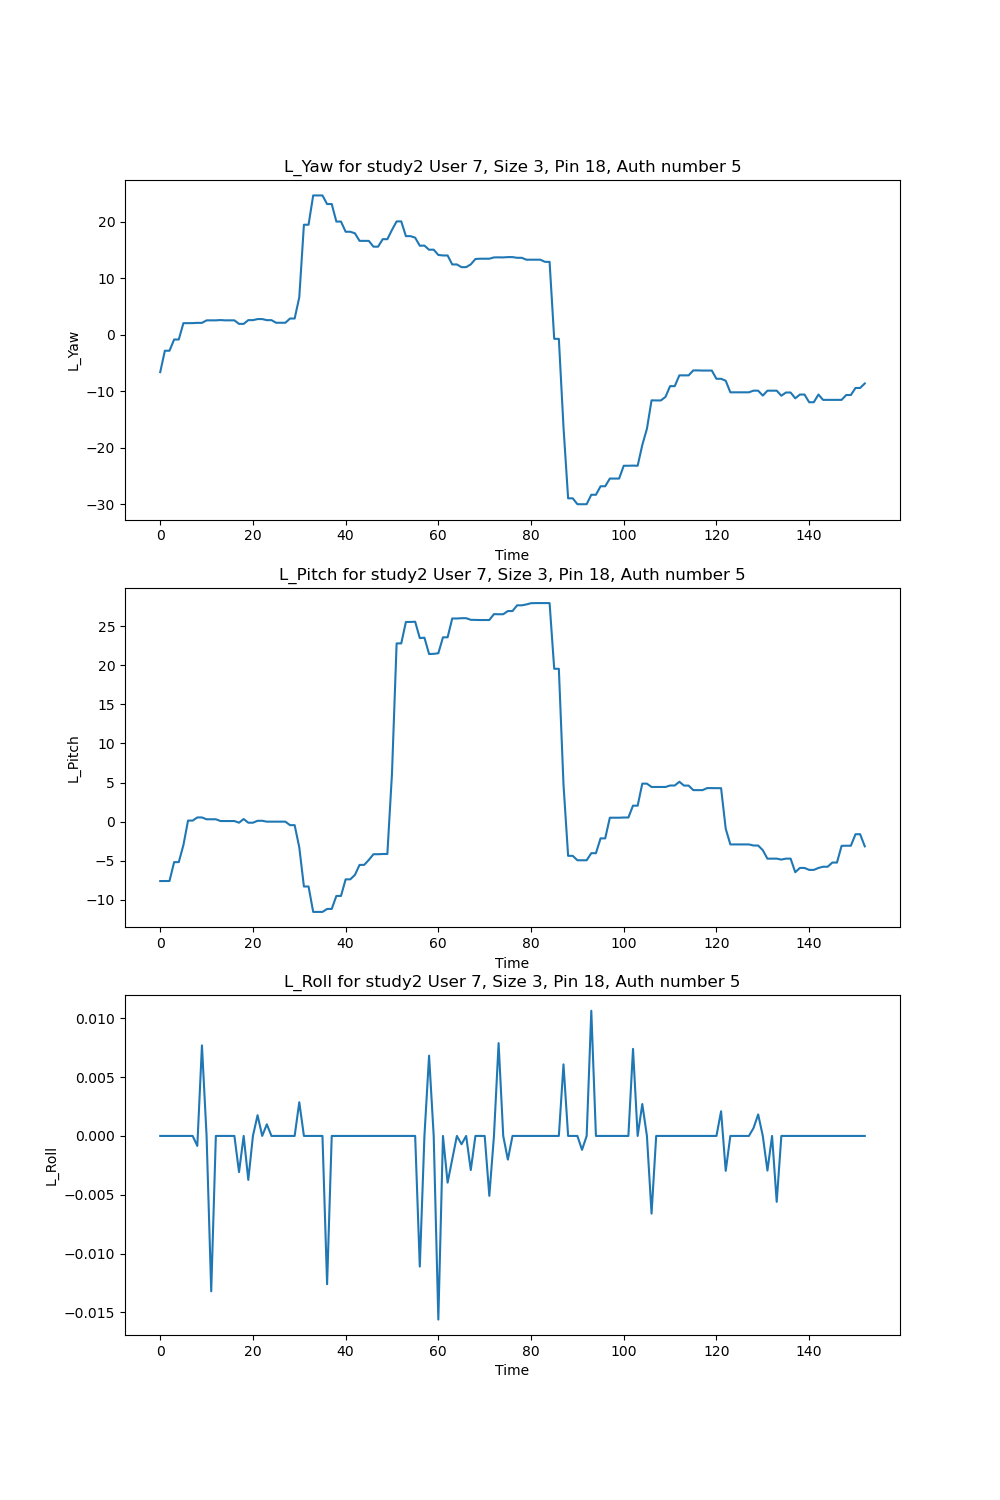 L_Yaw for study2 User 7, Size 3, Pin 18, Auth number 5
20
10
0
−10
−20
−30
L_Yaw
0 20 40 60 80 100 120 140
Time
L_Pitch for study2 User 7, Size 3, Pin 18, Auth number 5
25
20
15
10
5
0
−5
−10
L_Pitch
0 20 40 60 80 100 120 140
Time
L_Roll for study2 User 7, Size 3, Pin 18, Auth number 5
0.010
0.005
0.000
−0.005
−0.010
−0.015
L_Roll
0 20 40 60 80 100 120 140
Time